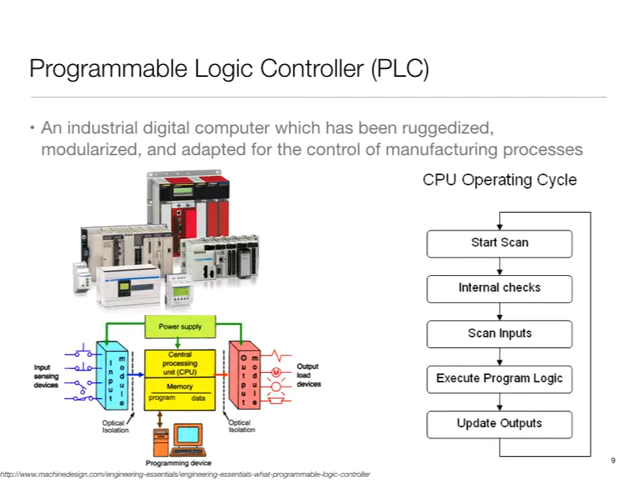 Programmable Logic Controller (PLC)
• An industrial digital computer which has been ruggedized,
modularized, and adapted for the control of manufacturing processes
CPU Operating Cycle
Start Scan
Internal checks
Scan Inputs
Execute Program Logic
Update Outputs
Power supply
Input
sensing
devices
Input module
Central
processing
unit (CPU)
Memory
program data
Output module
Output
load
devices
Optical
Isolation
Optical
Isolation
Programming device
9
http://www.machinedesign.com/engineering-essentials/engineering-essentials-what-programmable-logic-controller